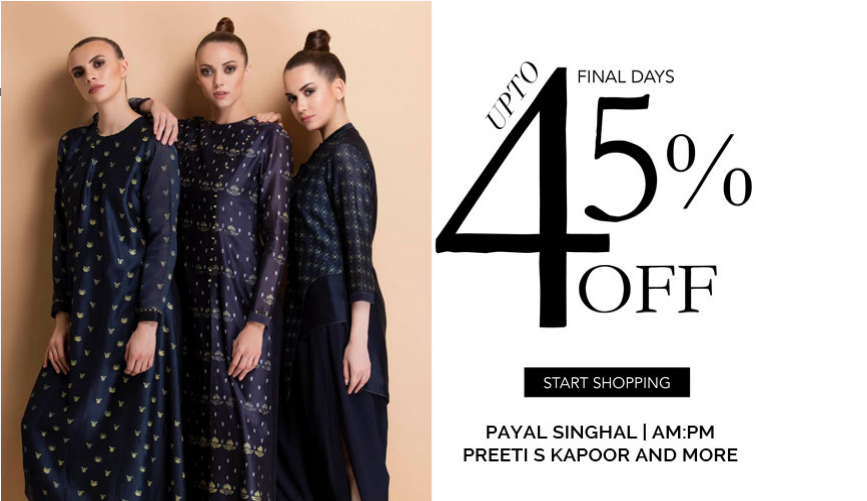 UPTO
FINAL DAYS
45%
OFF
START SHOPPING
PAYAL SINGHAL | AM:PM
PREETI S KAPOOR AND MORE